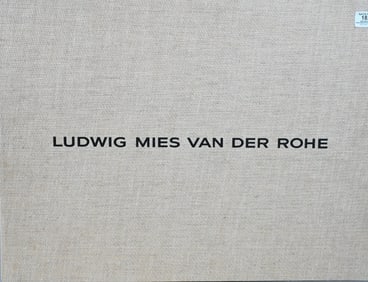 LUDWIG MIES VAN DER ROHE